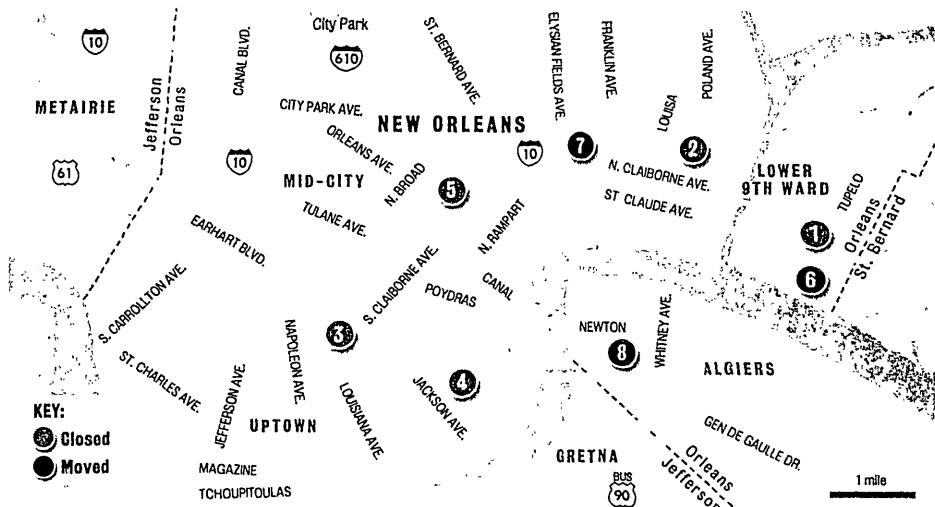 City Park
10
610
CANAL BLVD.
ST. BERNARD AVE.
ELYSIAN FIELDS AVE.
FRANKLIN AVE.
LOUISA
POLAND AVE.
METAIRIE
Jefferson
Orleans
CITY PARK AVE.
ORLEANS AVE.
NEW ORLEANS
61
10
MID-CITY
N. BROAD
5
10
7
2
N. CLAIBORNE AVE.
ST CLAUDE AVE.
LOWER
9TH WARD
TUPELO
Orleans
St. Bernard
1
6
TULANE AVE.
EARHART BLVD.
N. RAMPART
CANAL
POYDRAS
S. CLAIBORNE AVE.
S. CARROLLTON AVE.
ST. CHARLES AVE.
JEFFERSON AVE.
NAPOLEON AVE.
3
LOUISIANA AVE.
JACKSON AVE.
4
NEWTON
8
WHITNEY AVE.
ALGIERS
KEY:
Closed
Moved
UPTOWN
MAGAZINE
TCHOUPITOULAS
GRETNA
BUS
90
Orleans
Jefferson
GEN DE GAULLE DR.
1 mile